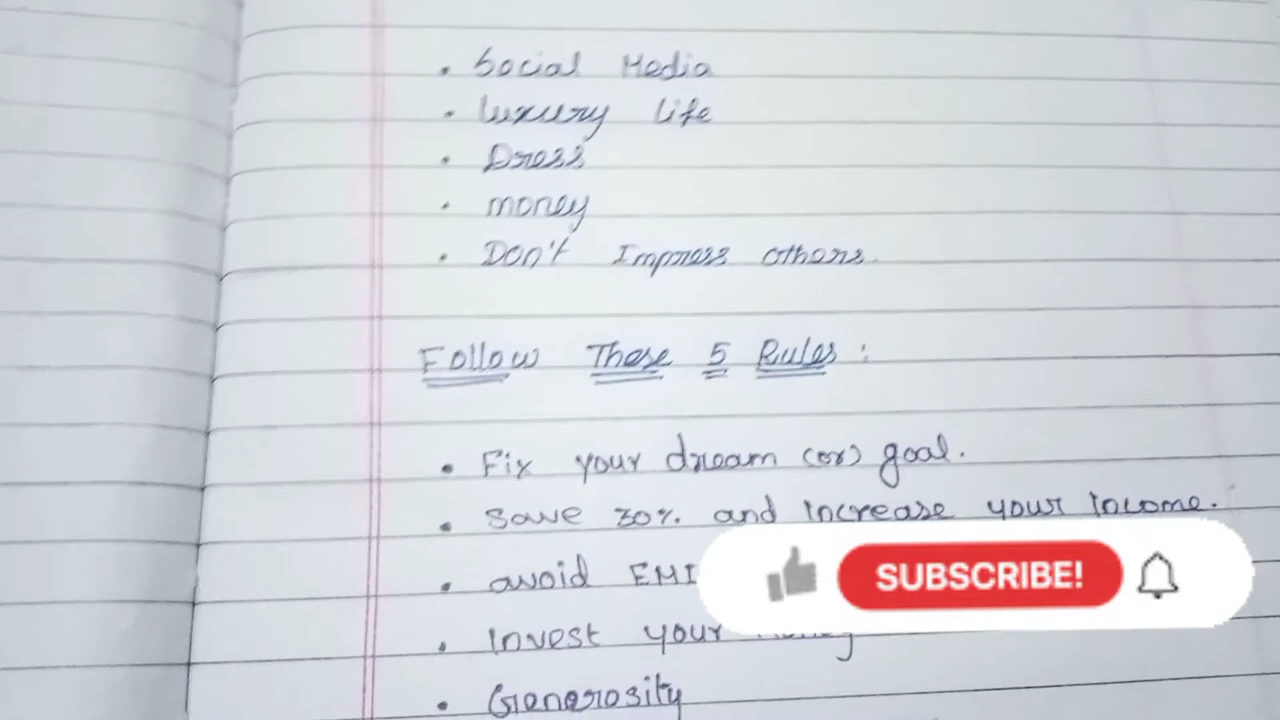 • Social Media
• luxury life
• Dress
• money
• Don't Impress others.
Follow These 5 Rules :
• Fix your dream (or) goal.
• Save 30% and increase your income.
• avoid EMI
SUBSCRIBE!
• Invest your
• Generosity